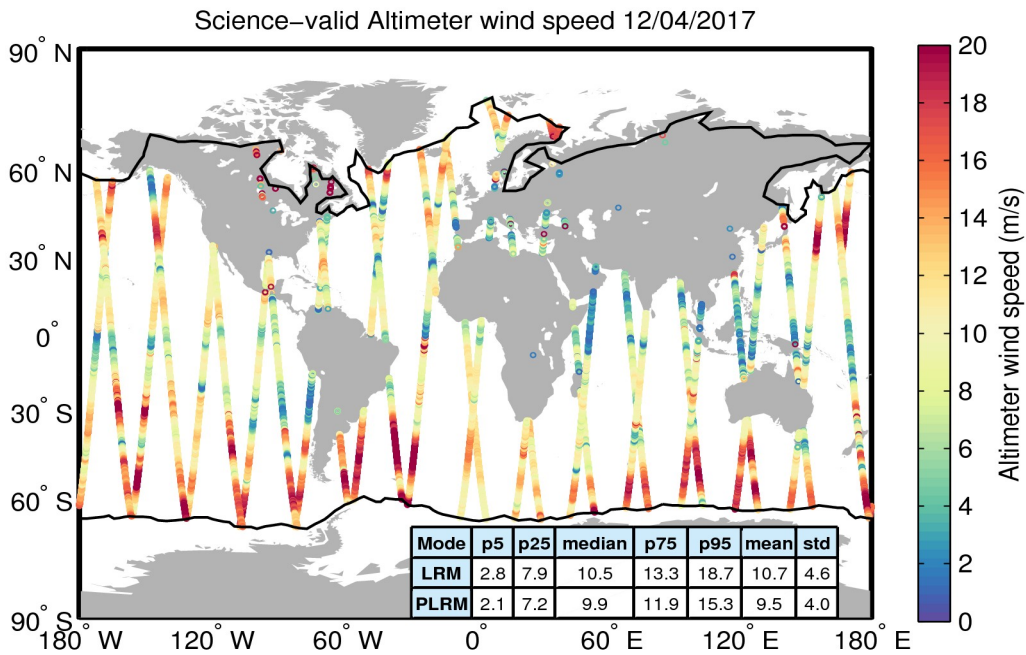 Science−valid Altimeter wind speed 12/04/2017
90° N
60° N
30° N
0°
30° S
60° S
90° S
180° W
120° W
60° W
0°
60° E
120° E
180° E
Mode p5 p25 median p75 p95 mean std
LRM 2.8 7.9 10.5 13.3 18.7 10.7 4.6
PLRM 2.1 7.2 9.9 11.9 15.3 9.5 4.0
20
18
16
14
12
10
8
6
4
2
0
Altimeter wind speed (m/s)